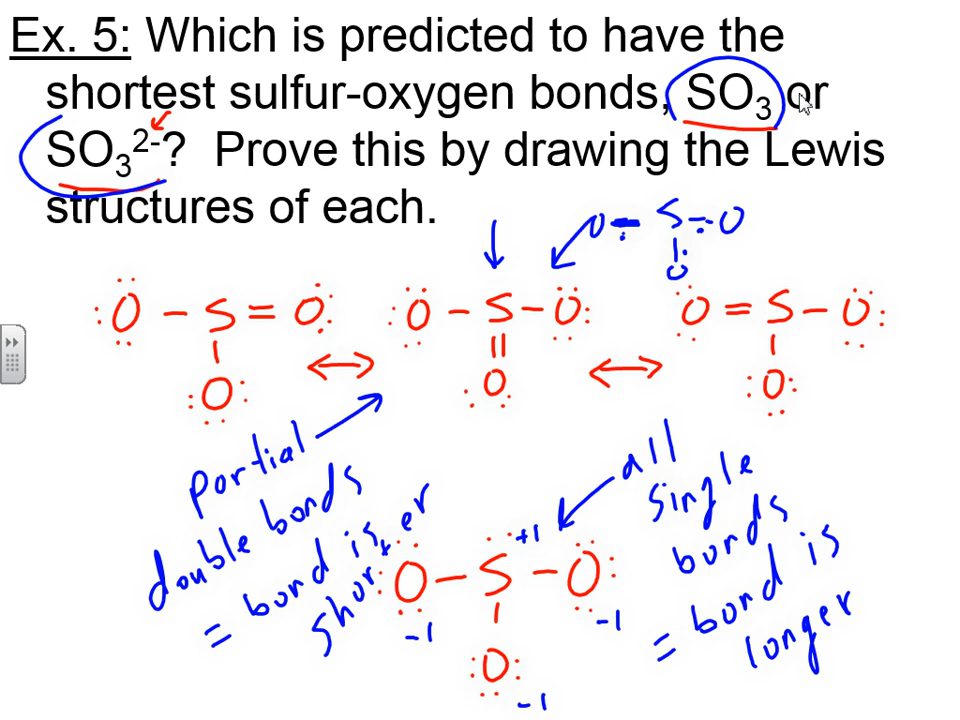 Ex. 5: Which is predicted to have the
shortest sulfur-oxygen bonds, SO₃ or
SO₃²⁻? Prove this by drawing the Lewis
structures of each.
O - S - O
O
O - S = O
O
O - S - O
O
O = S - O
O
partial
double bonds
= bond is
shorter
all
single
bonds
= bond is
longer
O - S +1 - O
-1
-1
O
-1